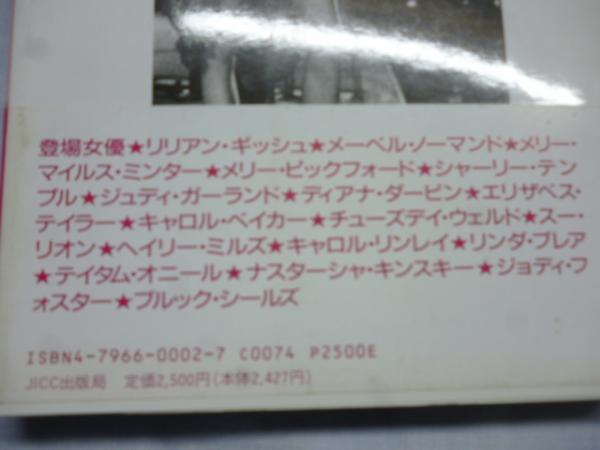 登場女優★リリアン・ギッシュ★メーベル・ノーマンド★メリー・
マイルス・ミンター★メリー・ピックフォード★シャーリー・テン
プル★ジュディ・ガーランド★ディアナ・ダービン★エリザベス・
テイラー★キャロル・ベイカー★チューズデイ・ウェルド★スー・
リオン★ヘイリー・ミルズ★キャロル・リンレイ★リンダ・ブレア
★テイタム・オニール★ナスターシャ・キンスキー★ジョディ・フ
ォスター★ブルック・シールズ
ISBN4-7966-0002-7 C0074 P2500E
JICC出版局 定価2,500円(本体2,427円)